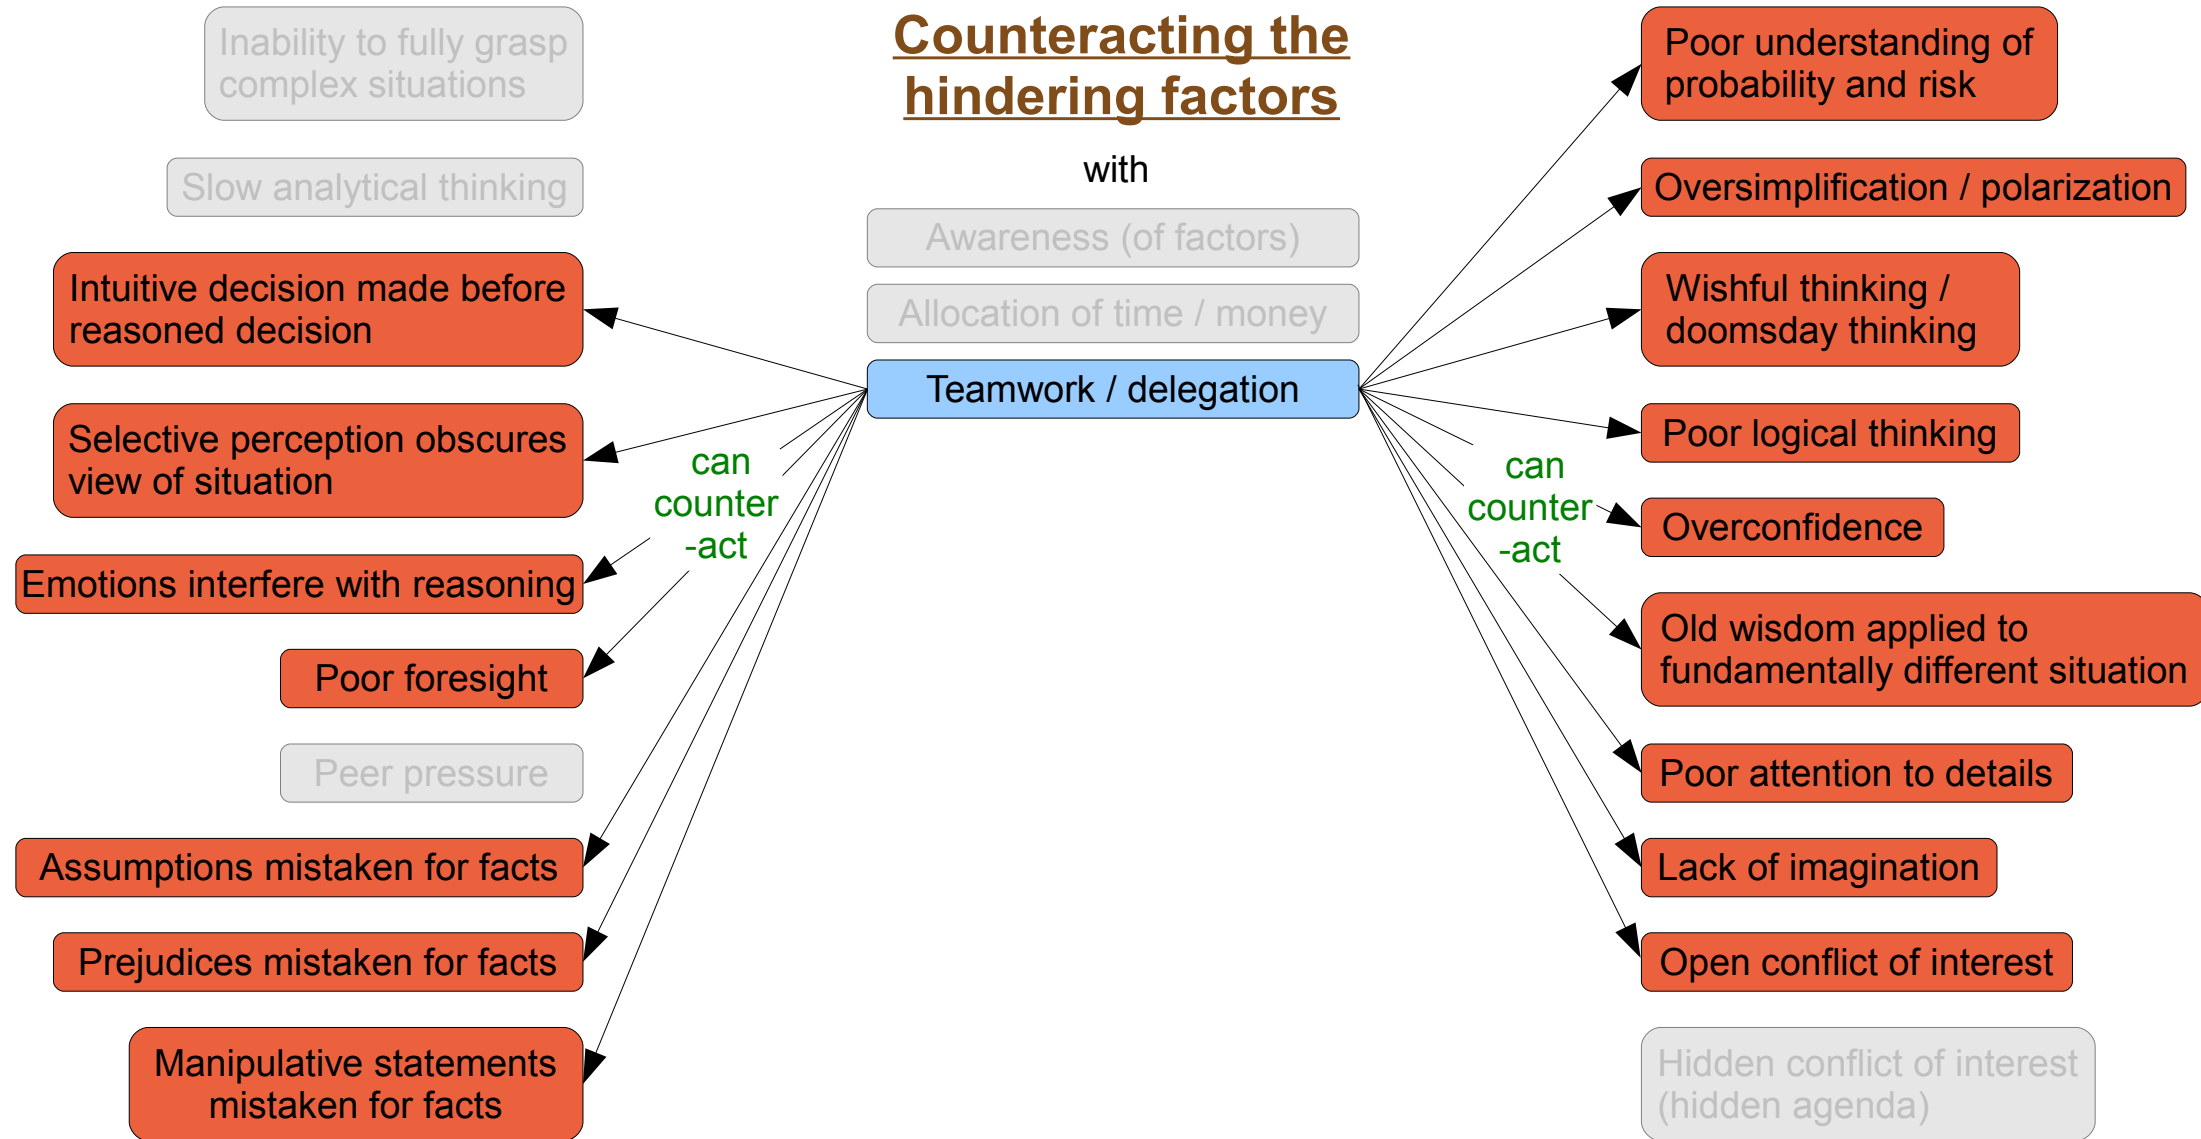 Counteracting the
hindering factors
with
Awareness (of factors)
Allocation of time / money
Teamwork / delegation
Inability to fully grasp
complex situations
Slow analytical thinking
Intuitive decision made before
reasoned decision
Selective perception obscures
view of situation
Emotions interfere with reasoning
Poor foresight
Peer pressure
Assumptions mistaken for facts
Prejudices mistaken for facts
Manipulative statements
mistaken for facts
can
counter
-act
can
counter
-act
Poor understanding of
probability and risk
Oversimplification / polarization
Wishful thinking /
doomsday thinking
Poor logical thinking
Overconfidence
Old wisdom applied to
fundamentally different situation
Poor attention to details
Lack of imagination
Open conflict of interest
Hidden conflict of interest
(hidden agenda)